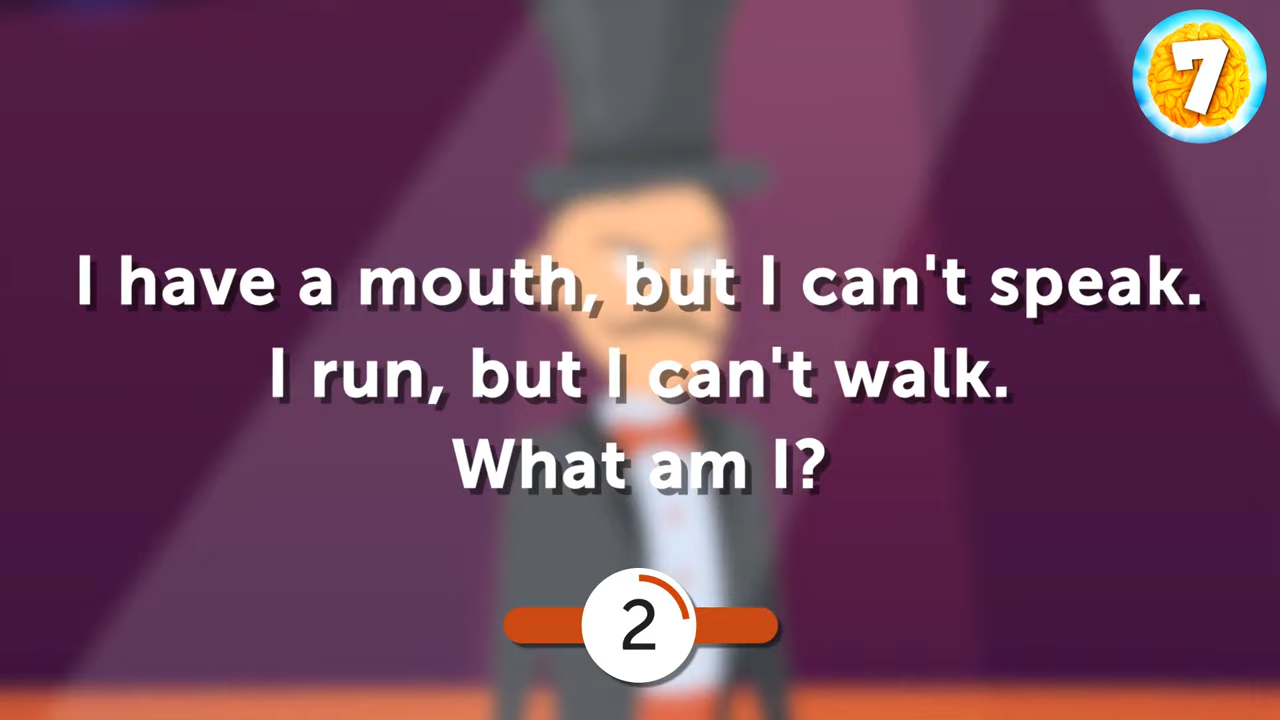 7
I have a mouth, but I can't speak.
I run, but I can't walk.
What am I?
2